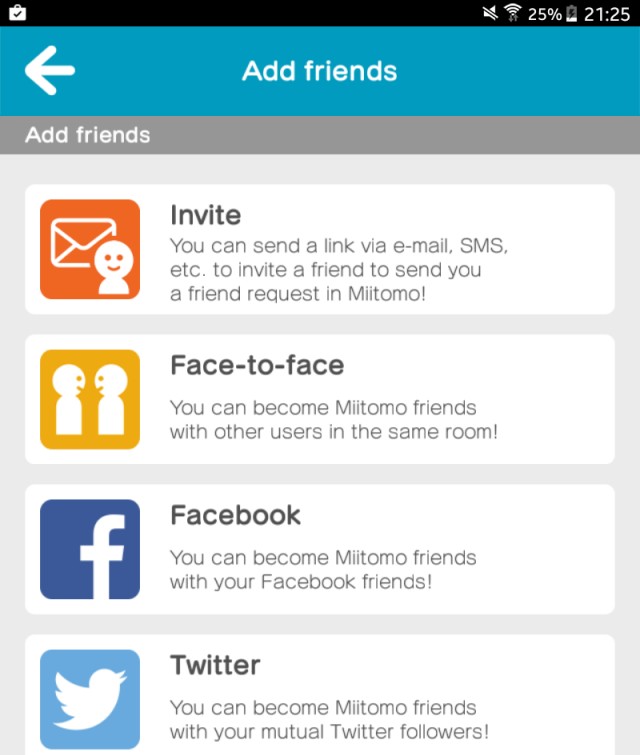 25% 21:25
Add friends
Add friends
Invite
You can send a link via e-mail, SMS,
etc. to invite a friend to send you
a friend request in Miitomo!
Face-to-face
You can become Miitomo friends
with other users in the same room!
Facebook
You can become Miitomo friends
with your Facebook friends!
Twitter
You can become Miitomo friends
with your mutual Twitter followers!